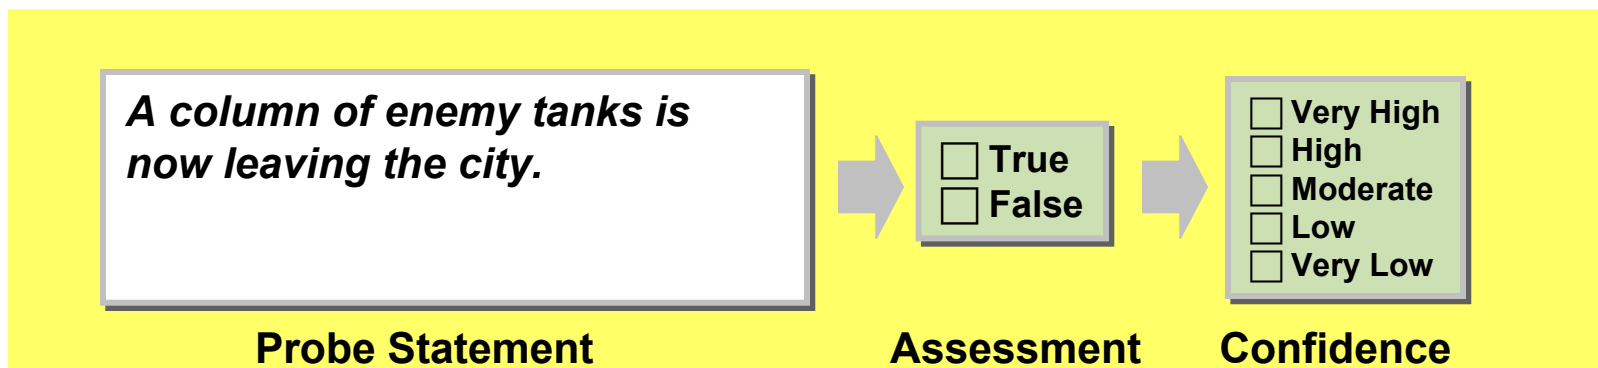 A column of enemy tanks is
now leaving the city.
True
False
Very High
High
Moderate
Low
Very Low
Probe Statement
Assessment
Confidence